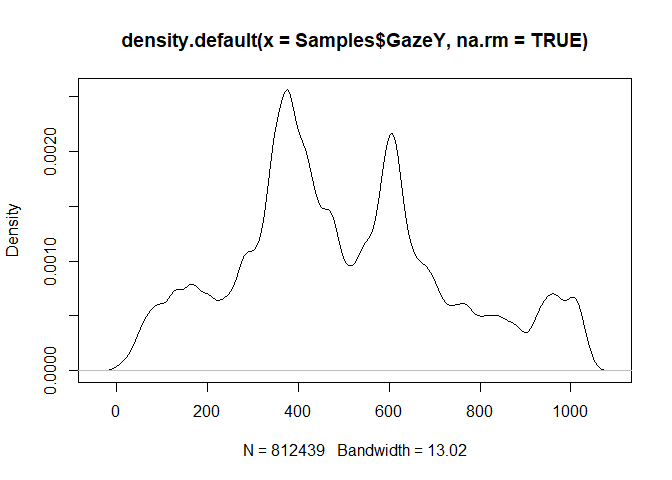 density.default(x = Samples$GazeY, na.rm = TRUE)
Density
0.0020
0.0010
0.0000
0 200 400 600 800 1000
N = 812439 Bandwidth = 13.02